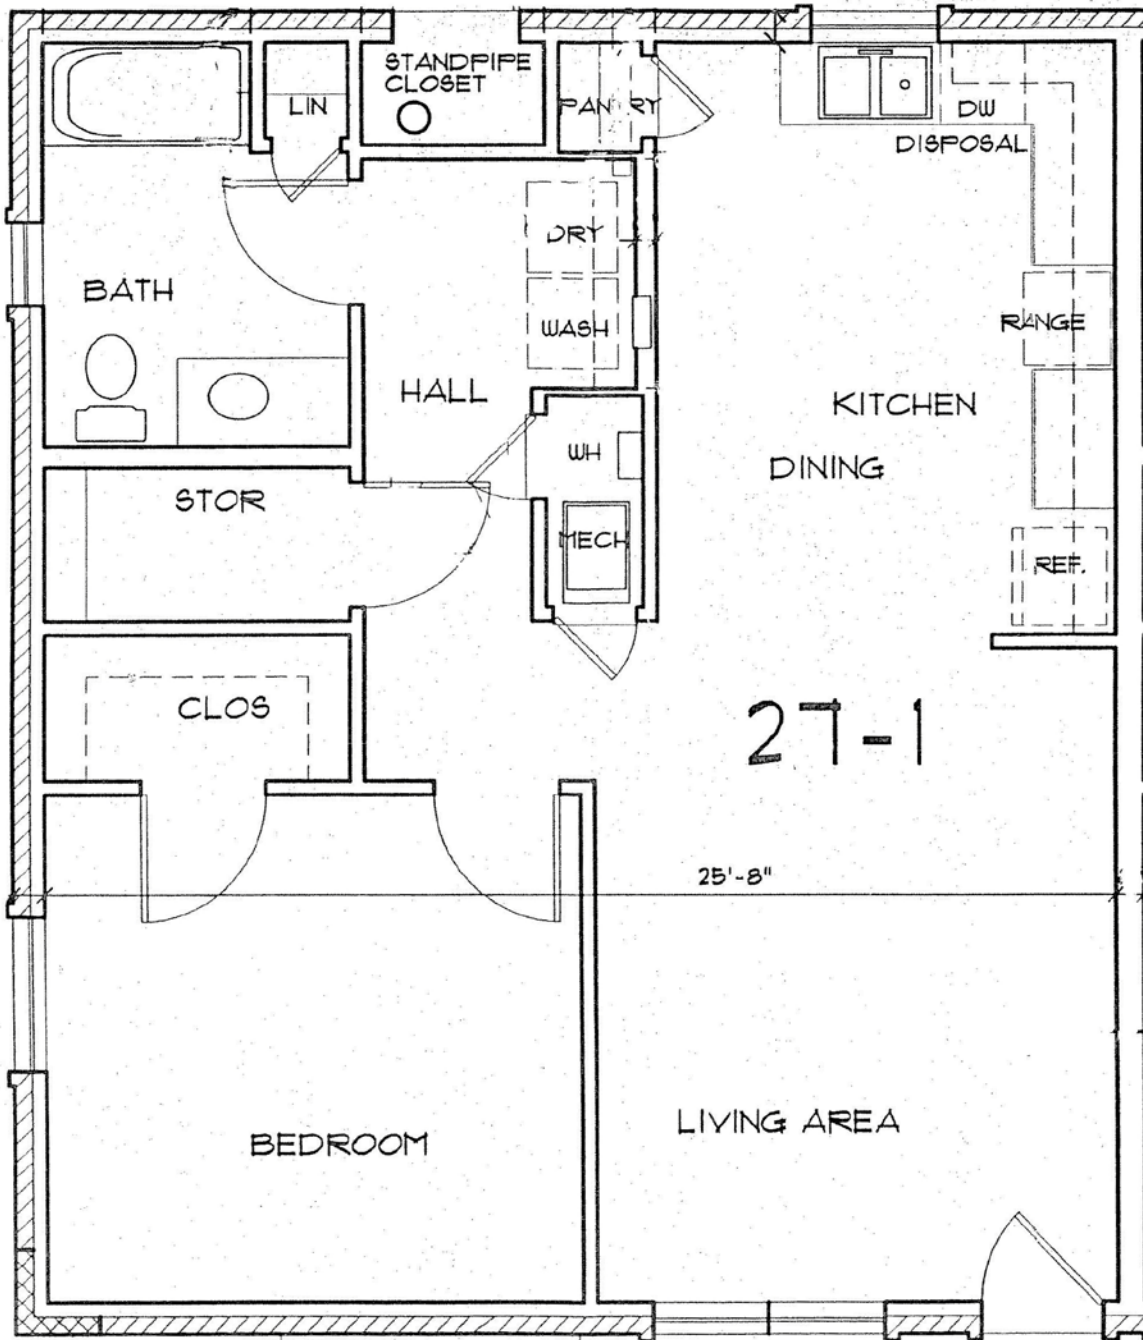 STANDPIPE
CLOSET
LIN
PANTRY
DW
DISPOSAL
DRY
BATH
WASH
RANGE
HALL
KITCHEN
DINING
WH
STOR
MECH
REF.
CLOS
27-1
25'-8"
BEDROOM
LIVING AREA